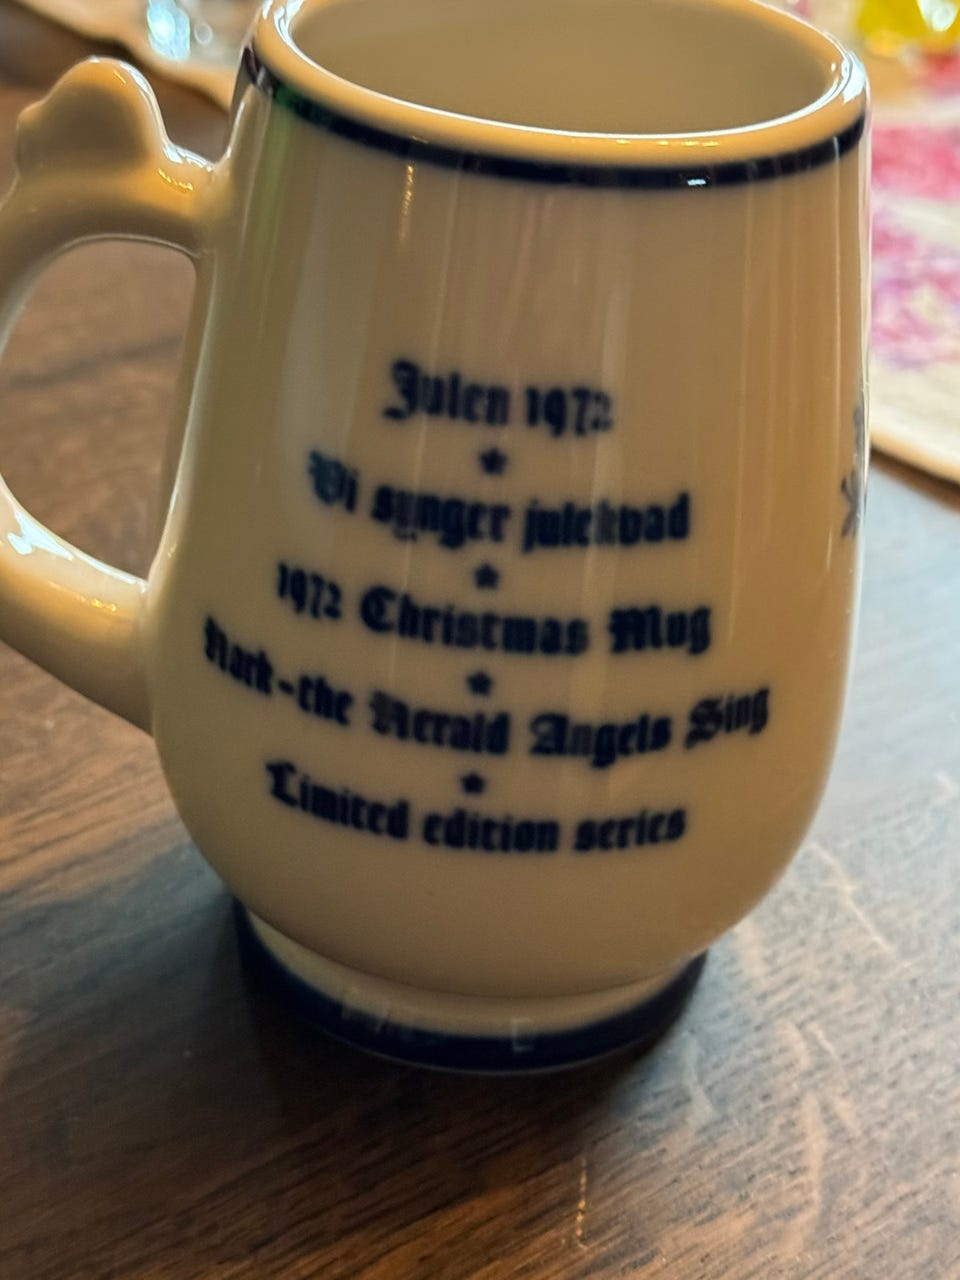 Julen 1972
Vi synger julekvad
1972 Christmas Mug
Hark-the Herald Angels Sing
Limited edition series